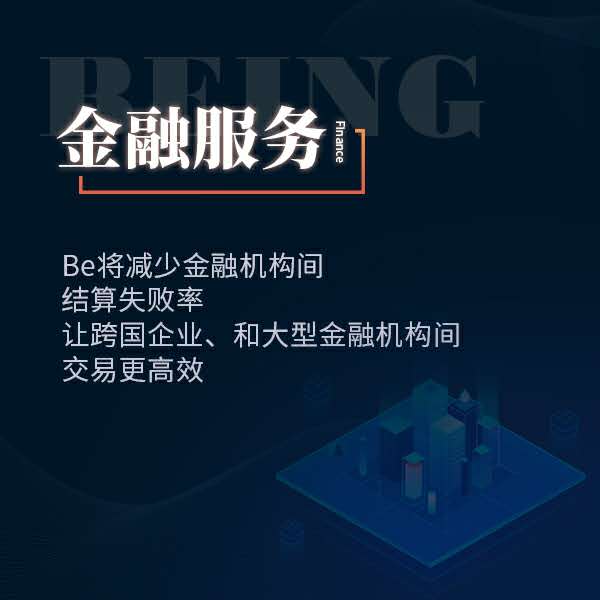 BEING
金融服务
Finance
Be将减少金融机构间
结算失败率
让跨国企业、和大型金融机构间
交易更高效